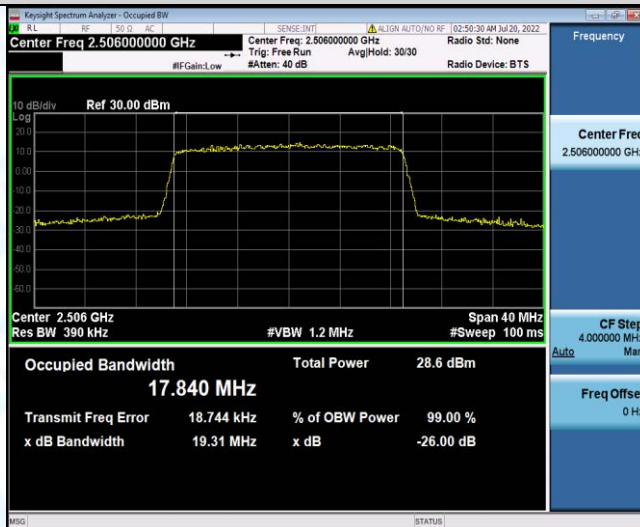 Keysight Spectrum Analyzer - Occupied BW
RL RF 50 Ω AC SENSE:INT ALIGN AUTO/NO RF 02:50:30 AM Jul 20, 2022
Center Freq 2.506000000 GHz
Center Freq: 2.506000000 GHz
Radio Std: None
Trig: Free Run Avg|Hold: 30/30
#IFGain:Low
#Atten: 40 dB
Radio Device: BTS
Frequency
10 dB/div Ref 30.00 dBm
Log
20.0
10.0
0.00
-10.0
-20.0
-30.0
-40.0
-50.0
-60.0
Center Freq
2.506000000 GHz
Center 2.506 GHz
Span 40 MHz
Res BW 390 kHz
#VBW 1.2 MHz
#Sweep 100 ms
CF Step
4.000000 MHz
Auto Man
Occupied Bandwidth
17.840 MHz
Total Power 28.6 dBm
Transmit Freq Error 18.744 kHz
% of OBW Power 99.00 %
x dB Bandwidth 19.31 MHz
x dB -26.00 dB
Freq Offse
0 Hz
MSG
STATUS